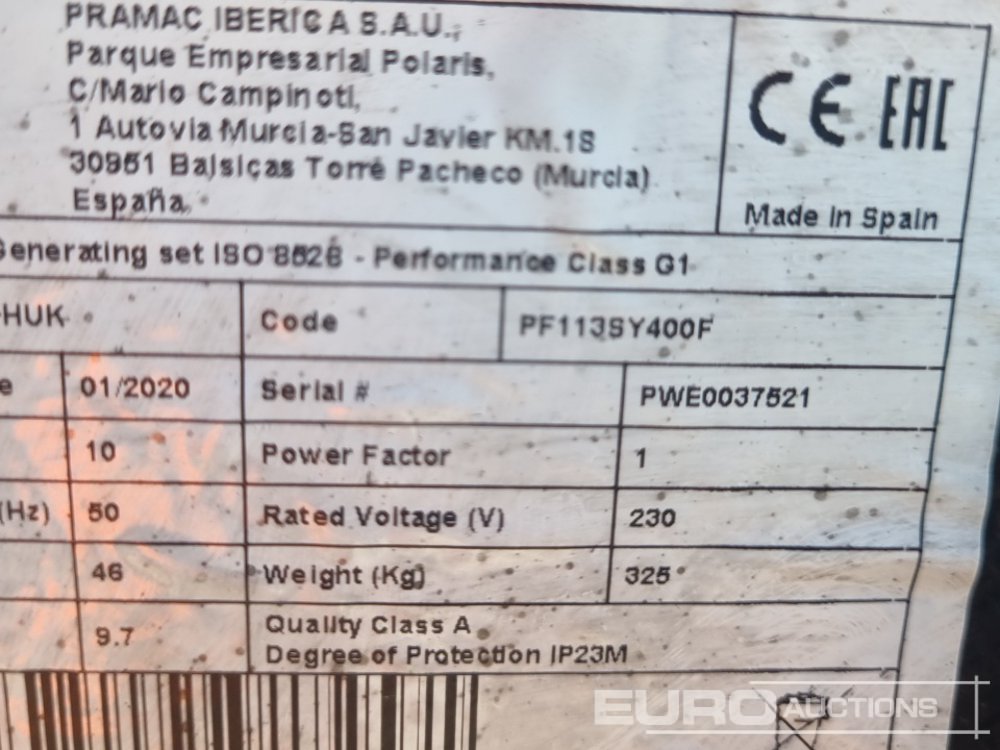 PRAMAC IBERICA S.A.U.,
Parque Empresarial Polaris,
C/Mario Campinoti,
1 Autovia Murcia-San Javier KM.18
30951 Balsicas Torre Pacheco (Murcia)
España
CE EAC
Made in Spain
Generating set ISO 8528 - Performance Class G1
HUK Code PF113SY400F
e 01/2020 Serial # PWE0037521
10 Power Factor 1
(Hz) 50 Rated Voltage (V) 230
46 Weight (Kg) 325
9.7 Quality Class A
Degree of Protection IP23M
EURO AUCTIONS